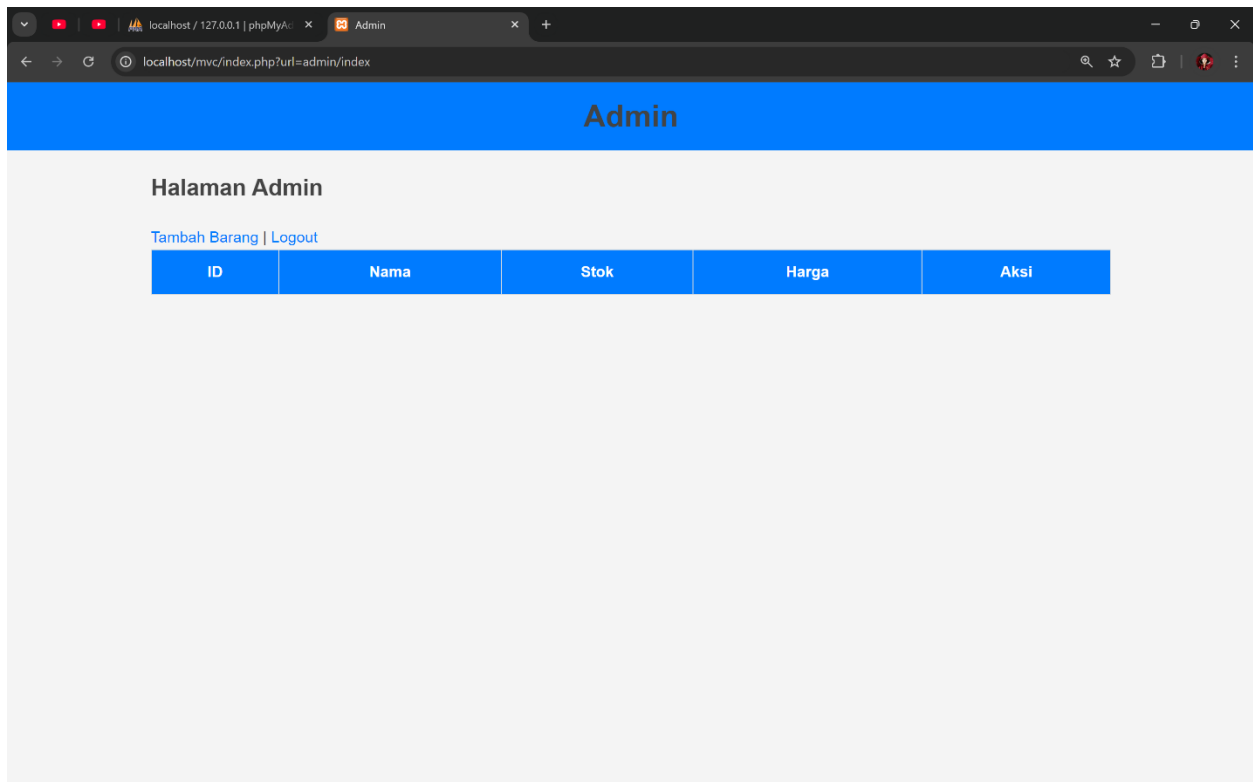 localhost / 127.0.0.1 | phpMyAd
Admin
localhost/mvc/index.php?url=admin/index
Admin
Halaman Admin
Tambah Barang | Logout
ID Nama Stok Harga Aksi